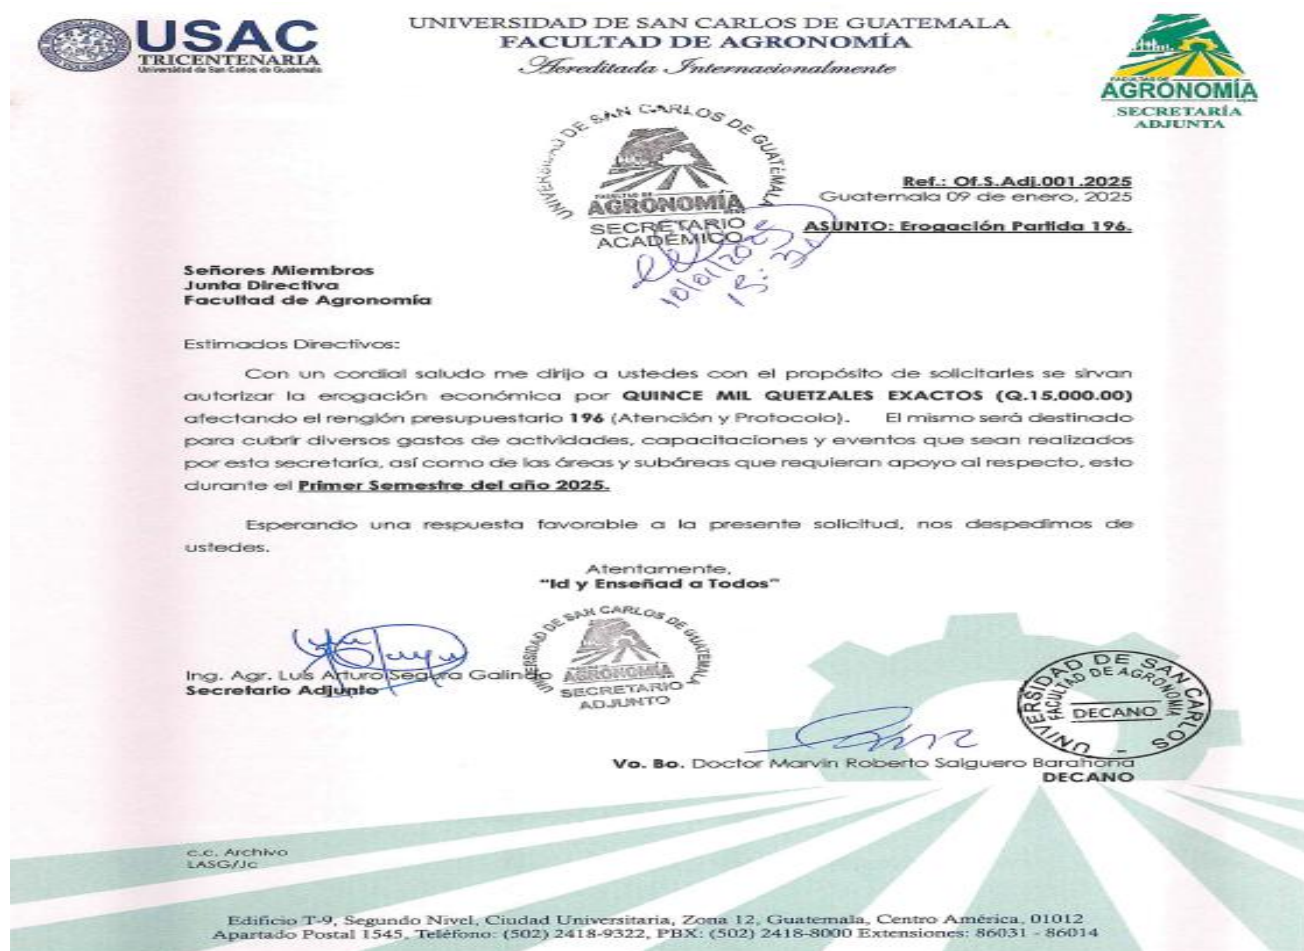 USAC
TRICENTENARIA
Universidad de San Carlos de Guatemala
UNIVERSIDAD DE SAN CARLOS DE GUATEMALA
FACULTAD DE AGRONOMÍA
Acreditada Internacionalmente
FACULTAD DE
AGRONOMÍA
SECRETARÍA
ADJUNTA
UNIVERSIDAD DE SAN CARLOS DE GUATEMALA
FACULTAD DE
AGRONOMÍA
SECRETARIO
ACADÉMICO
10/01/2025
Ref.: Of.S.Adj.001.2025
Guatemala 09 de enero, 2025
ASUNTO: Erogación Partida 196.
Señores Miembros
Junta Directiva
Facultad de Agronomía
Estimados Directivos:
Con un cordial saludo me dirijo a ustedes con el propósito de solicitarles se sirvan
autorizar la erogación económica por QUINCE MIL QUETZALES EXACTOS (Q.15,000.00)
afectando el renglón presupuestario 196 (Atención y Protocolo). El mismo será destinado
para cubrir diversos gastos de actividades, capacitaciones y eventos que sean realizados
por esta secretaría, así como de las áreas y subáreas que requieran apoyo al respecto, esto
durante el Primer Semestre del año 2025.
Esperando una respuesta favorable a la presente solicitud, nos despedimos de
ustedes.
Atentamente,
"Id y Enseñad a Todos"
UNIVERSIDAD DE SAN CARLOS DE GUATEMALA
AGRONOMÍA
SECRETARIO
ADJUNTO
Ing. Agr. Luis Arturo Segura Galindo
Secretario Adjunto
UNIVERSIDAD DE SAN CARLOS
FACULTAD DE AGRONOMIA
DECANO
Vo. Bo. Doctor Marvin Roberto Salguero Barahona
DECANO
c.c. Archivo
LASG/Jc
Edificio T-9, Segundo Nivel, Ciudad Universitaria, Zona 12, Guatemala, Centro América, 01012
Apartado Postal 1545, Teléfono: (502) 2418-9322, PBX: (502) 2418-8000 Extensiones: 86031 - 86014